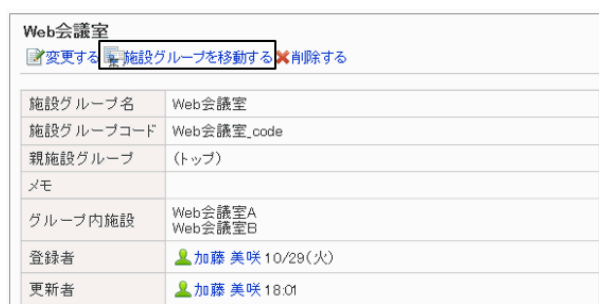 Web会議室
変更する 施設グループを移動する 削除する
施設グループ名 Web会議室
施設グループコード Web会議室_code
親施設グループ （トップ）
メモ
グループ内施設 Web会議室A
Web会議室B
登録者 加藤 美咲 10/29(火)
更新者 加藤 美咲 18:01